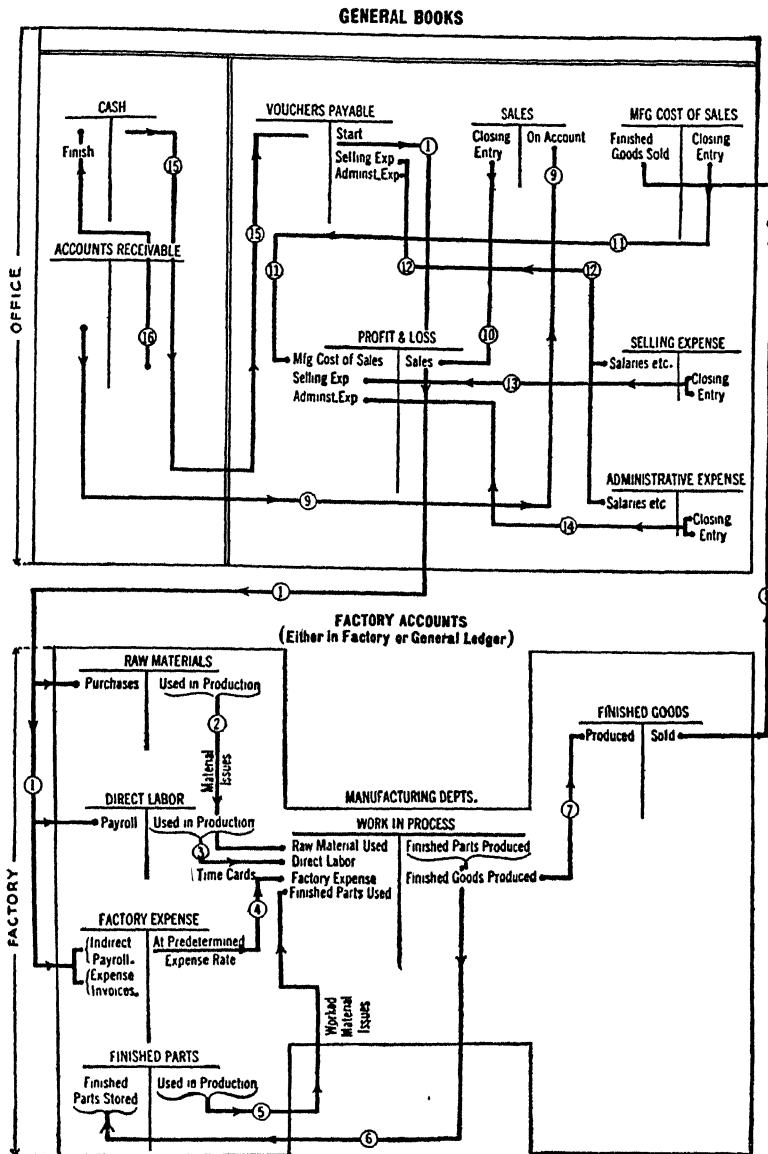 GENERAL BOOKS
OFFICE
CASH
Finish
15
ACCOUNTS RECEIVABLE
16
VOUCHERS PAYABLE
Start
1
Selling Exp
Adminst. Exp
15
SALES
Closing
Entry
On Account
9
MFG COST OF SALES
Finished
Goods Sold
Closing
Entry
11
11
12
12
10
PROFIT & LOSS
Mfg Cost of Sales
Sales
Selling Exp
Adminst. Exp
13
SELLING EXPENSE
Salaries etc.
Closing
Entry
ADMINISTRATIVE EXPENSE
Salaries etc
Closing
Entry
9
14
1
FACTORY ACCOUNTS
(Either in Factory or General Ledger)
FACTORY
RAW MATERIALS
Purchases
Used in Production
2
Material
Issues
1
DIRECT LABOR
Payroll
Used in Production
3
Time Cards
MANUFACTURING DEPTS.
WORK IN PROCESS
Raw Material Used
Direct Labor
Factory Expense
Finished Parts Used
Finished Parts Produced
Finished Goods Produced
FINISHED GOODS
Produced
Sold
7
4
FACTORY EXPENSE
Indirect
Payroll.
Expense
Invoices.
At Predetermined
Expense Rate
Worked
Material
Issues
FINISHED PARTS
Finished
Parts Stored
Used in Production
5
6